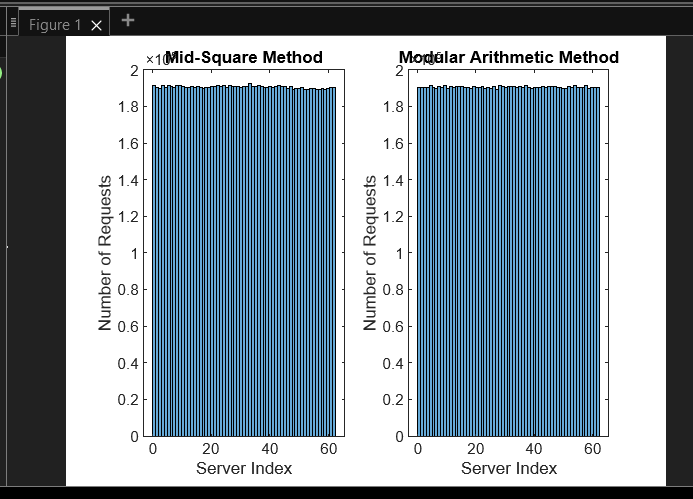 Figure 1
Mid-Square Method
2
1.8
1.6
1.4
1.2
1
0.8
0.6
0.4
0.2
0
Number of Requests
0 20 40 60
Server Index
Modular Arithmetic Method
2
1.8
1.6
1.4
1.2
1
0.8
0.6
0.4
0.2
0
Number of Requests
0 20 40 60
Server Index